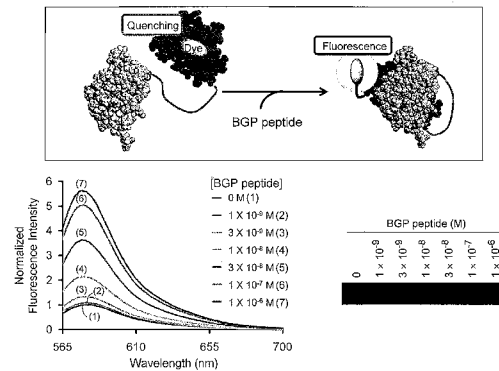 Quenching
Dye
Fluorescence
BGP peptide
Normalized
Fluorescence Intensity
6
5
4
3
2
1
0
(7)
(6)
(5)
(4)
(3)
(2)
(1)
565
610
655
700
Wavelength (nm)
[BGP peptide]
0 M (1)
1 X 10⁻⁹ M (2)
3 X 10⁻⁹ M (3)
1 X 10⁻⁸ M (4)
3 X 10⁻⁸ M (5)
1 X 10⁻⁷ M (6)
1 X 10⁻⁶ M (7)
BGP peptide (M)
0
1 x 10⁻⁹
3 x 10⁻⁹
1 x 10⁻⁸
3 x 10⁻⁸
1 x 10⁻⁷
1 x 10⁻⁶